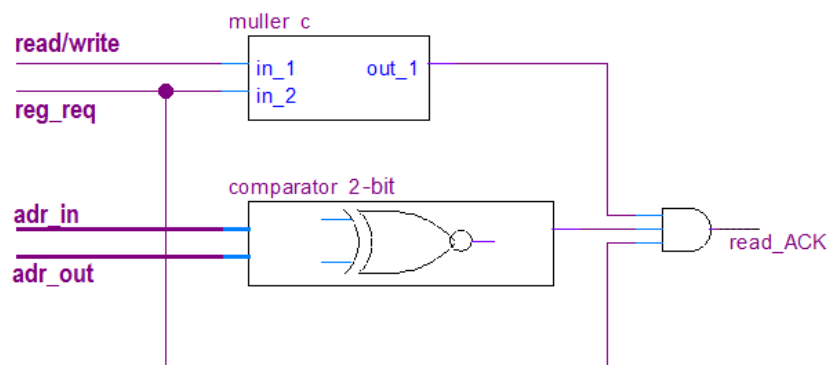 muller c
read/write
in_1 out_1
reg_req
in_2
comparator 2-bit
adr_in
adr_out
read_ACK